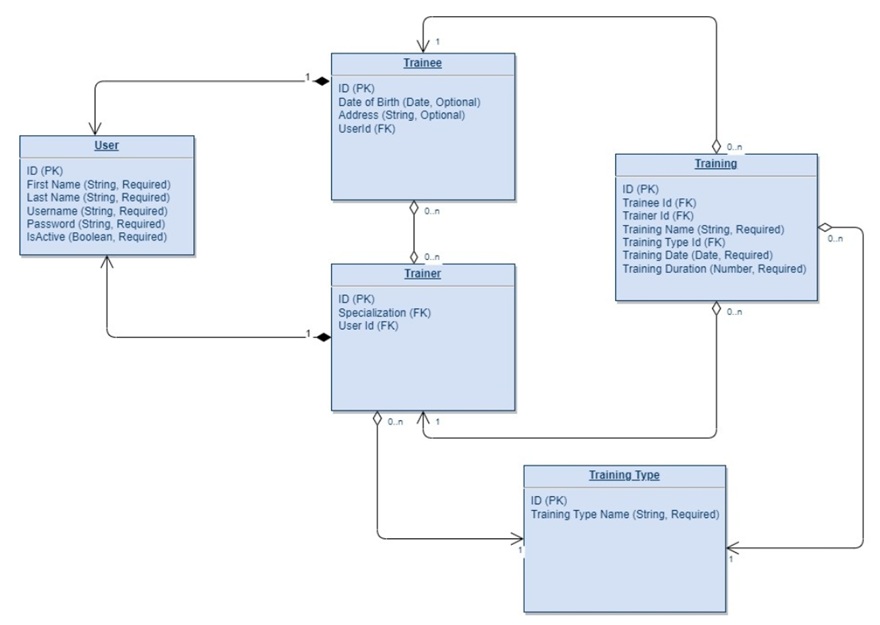 1
Trainee
ID (PK)
Date of Birth (Date, Optional)
Address (String, Optional)
UserId (FK)
1
User
ID (PK)
First Name (String, Required)
Last Name (String, Required)
Username (String, Required)
Password (String, Required)
IsActive (Boolean, Required)
0..n
Training
ID (PK)
Trainee Id (FK)
Trainer Id (FK)
Training Name (String, Required)
Training Type Id (FK)
Training Date (Date, Required)
Training Duration (Number, Required)
0..n
0..n
0..n
0..n
Trainer
ID (PK)
Specialization (FK)
User Id (FK)
1
0..n
1
Training Type
ID (PK)
Training Type Name (String, Required)
1
1